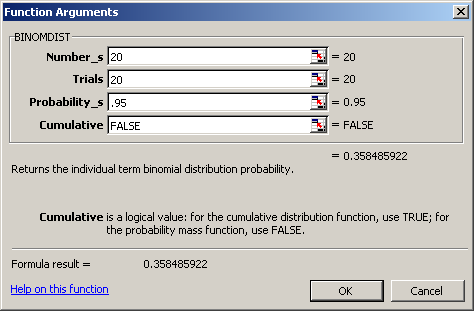 Function Arguments
BINOMDIST
Number_s 20 = 20
Trials 20 = 20
Probability_s .95 = 0.95
Cumulative FALSE = FALSE
= 0.358485922
Returns the individual term binomial distribution probability.
Cumulative is a logical value: for the cumulative distribution function, use TRUE; for
the probability mass function, use FALSE.
Formula result = 0.358485922
Help on this function OK Cancel